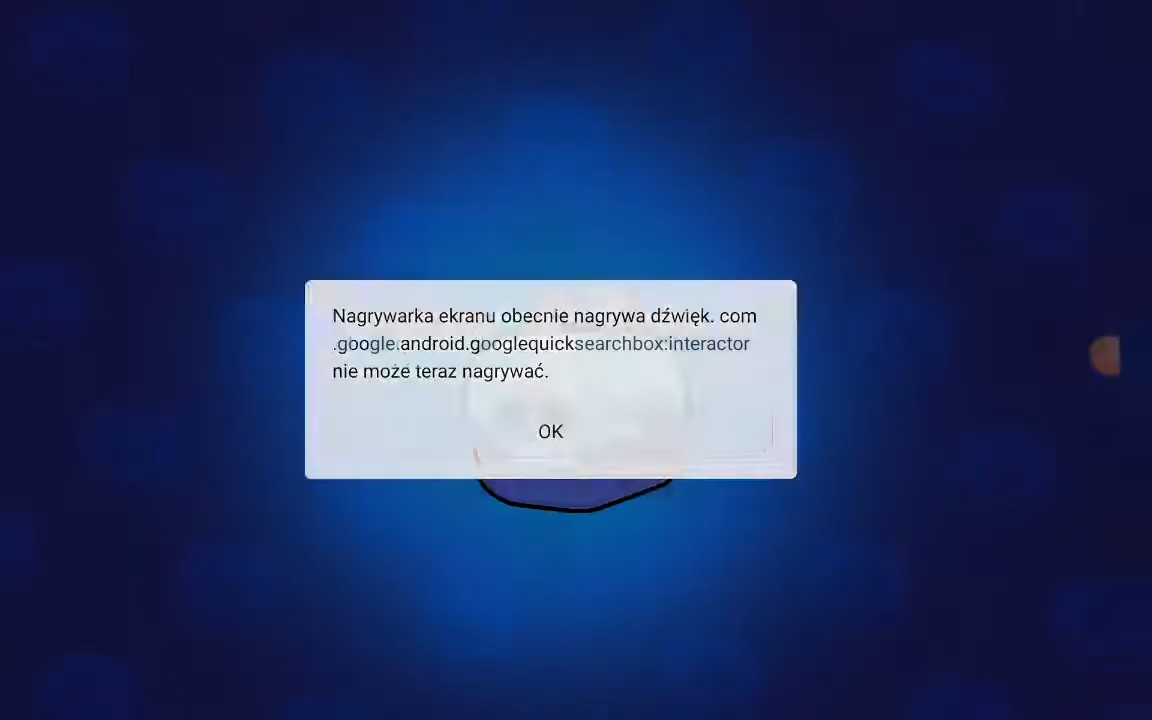 Nagrywarka ekranu obecnie nagrywa dźwięk. com
.google.android.googlequicksearchbox:interactor
nie może teraz nagrywać.
OK